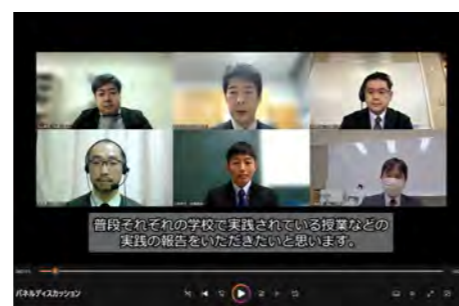 普段それぞれの学校で実践されている授業などの
実践の報告をいただきたいと思います。
パネルディスカッション